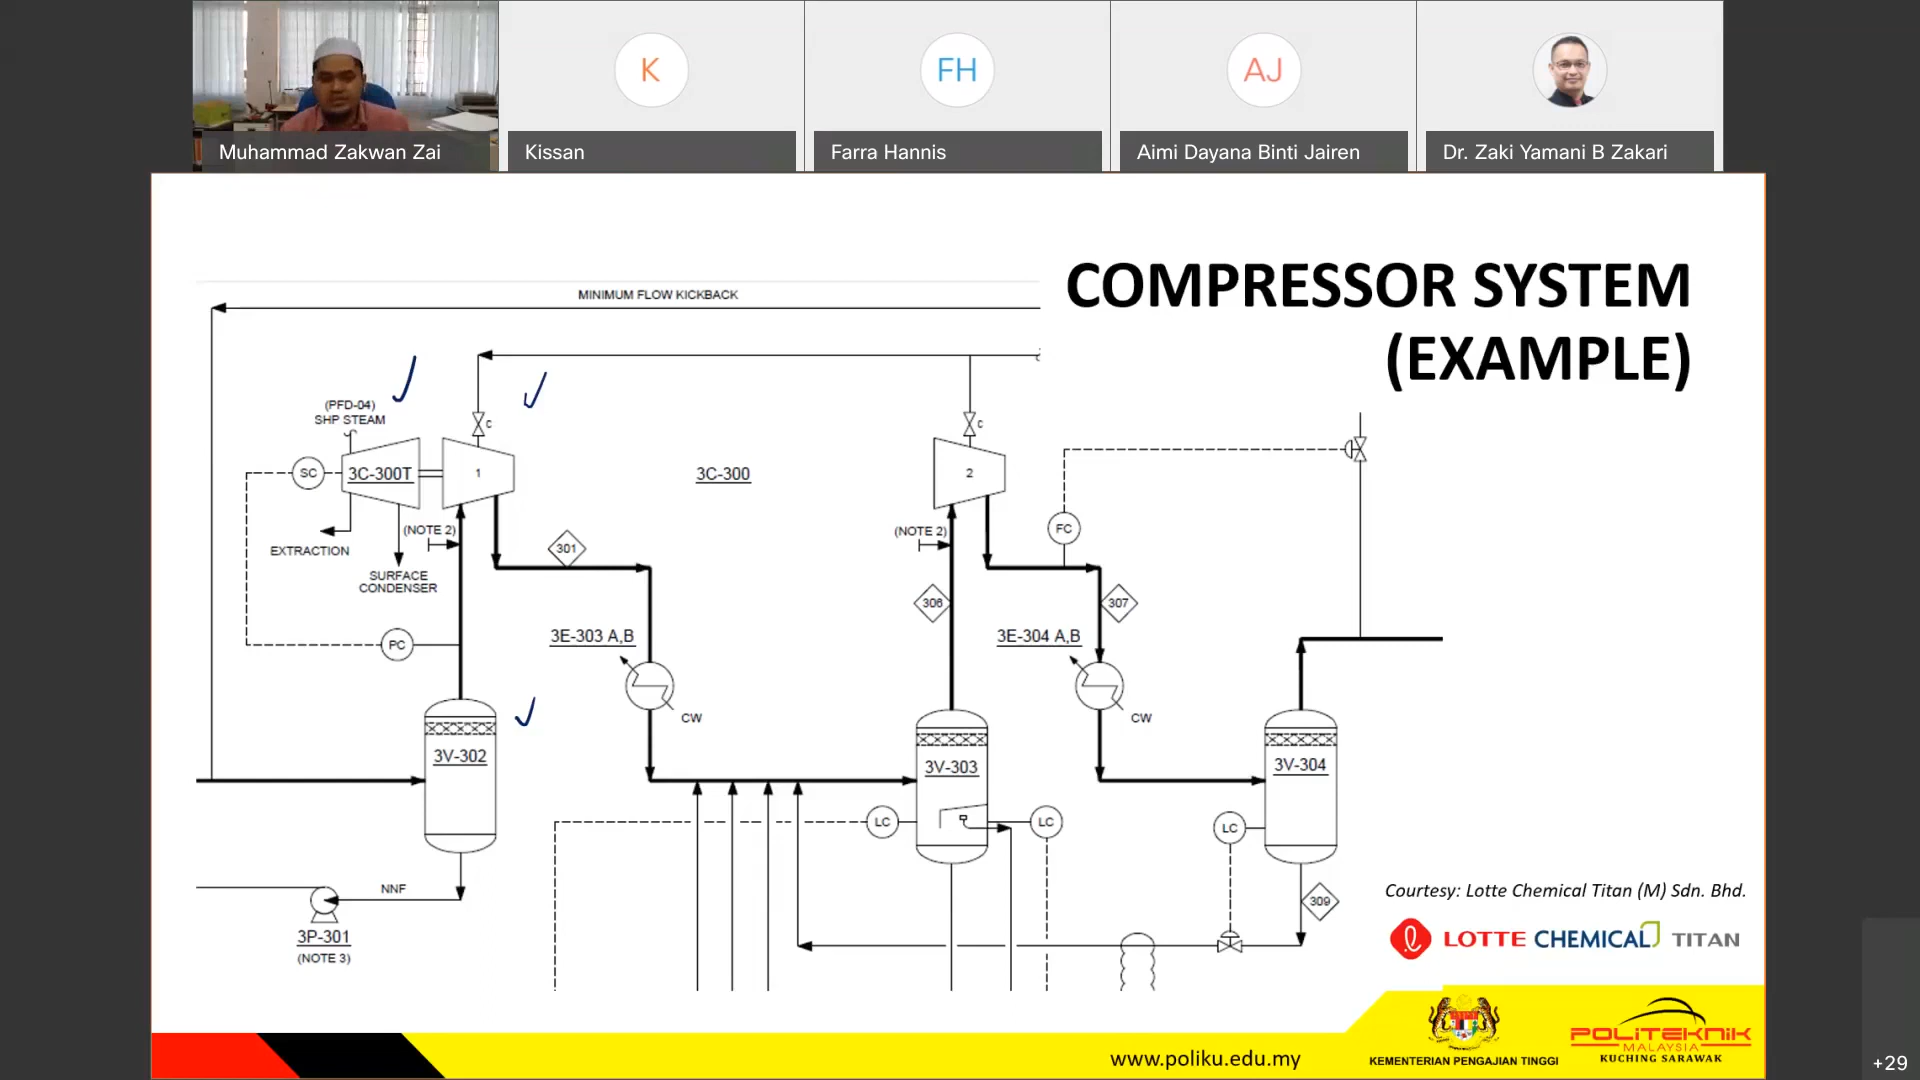 K
FH
AJ
Muhammad Zakwan Zai
Kissan
Farra Hannis
Aimi Dayana Binti Jairen
Dr. Zaki Yamani B Zakari
COMPRESSOR SYSTEM
(EXAMPLE)
MINIMUM FLOW KICKBACK
(PFD-04)
SHP STEAM
C
C
SC
3C-300T
1
3C-300
2
(NOTE 2)
EXTRACTION
SURFACE
CONDENSER
301
(NOTE 2)
FC
306
307
PC
3E-303 A,B
3E-304 A,B
CW
CW
3V-302
3V-303
3V-304
LC
LC
LC
NNF
3P-301
(NOTE 3)
309
Courtesy: Lotte Chemical Titan (M) Sdn. Bhd.
LOTTE CHEMICAL TITAN
www.poliku.edu.my
KEMENTERIAN PENGAJIAN TINGGI
POLITEKNIK
MALAYSIA
KUCHING SARAWAK
+29